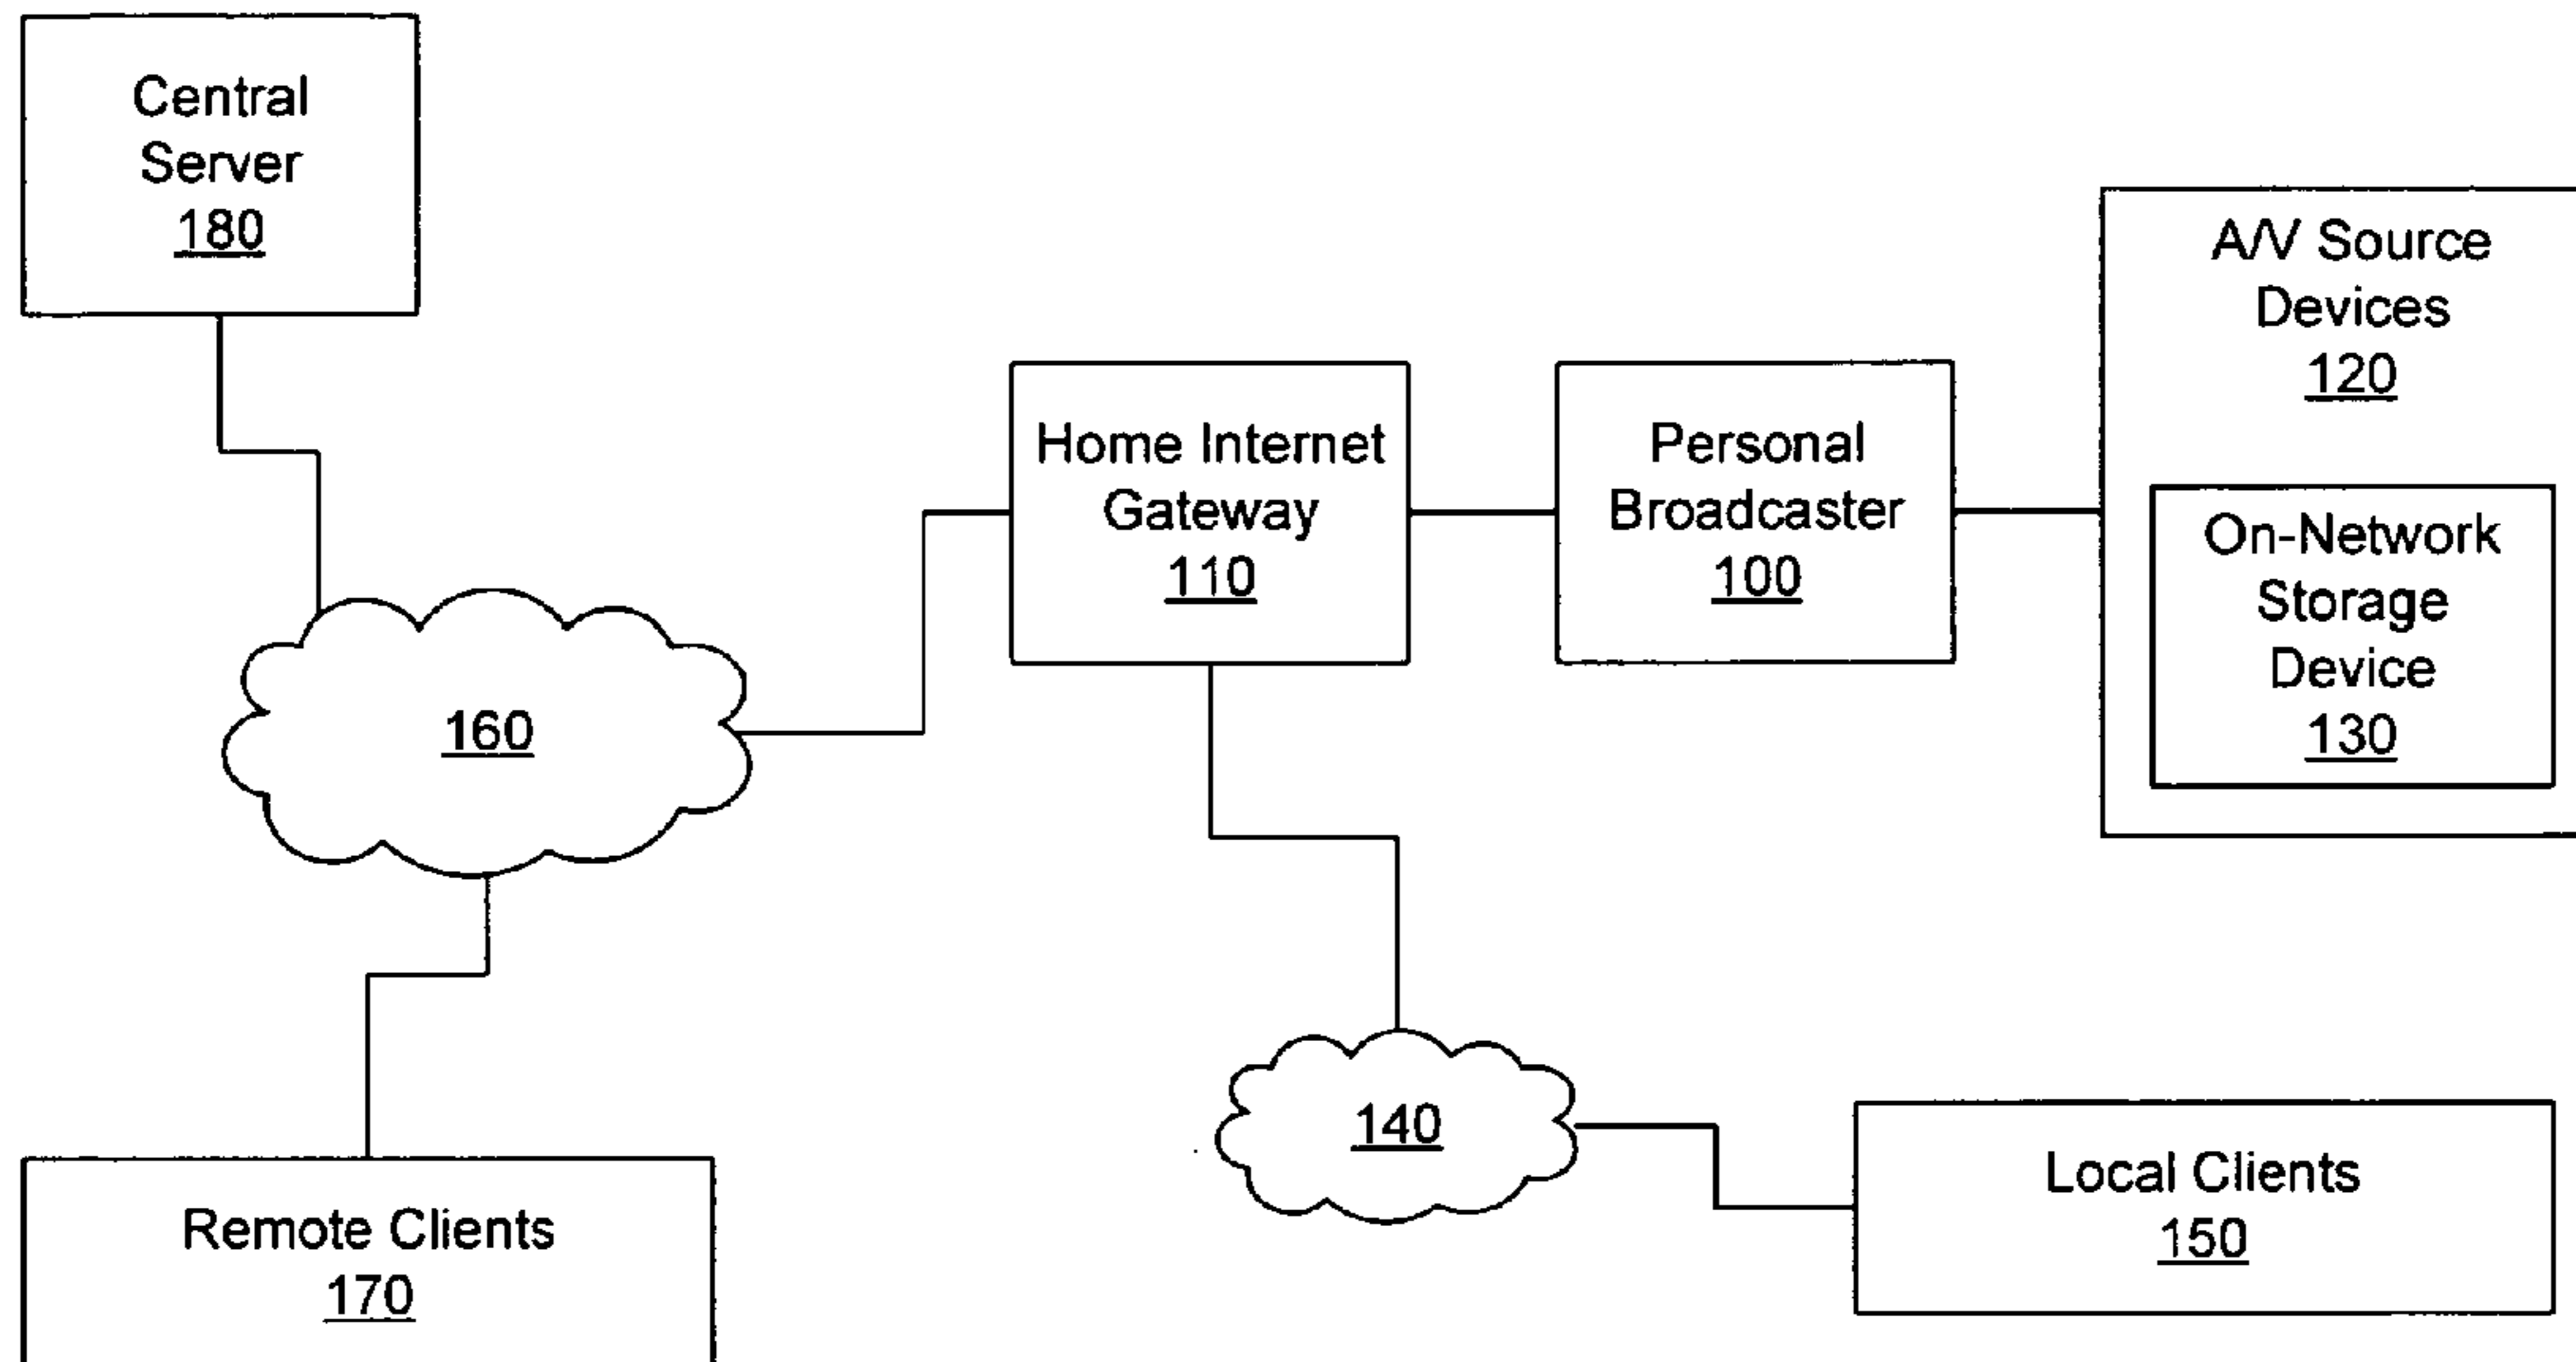 Central
Server
180
A/V Source
Devices
120
Home Internet
Gateway
110
Personal
Broadcaster
100
On-Network
Storage
Device
130
160
140
Local Clients
150
Remote Clients
170